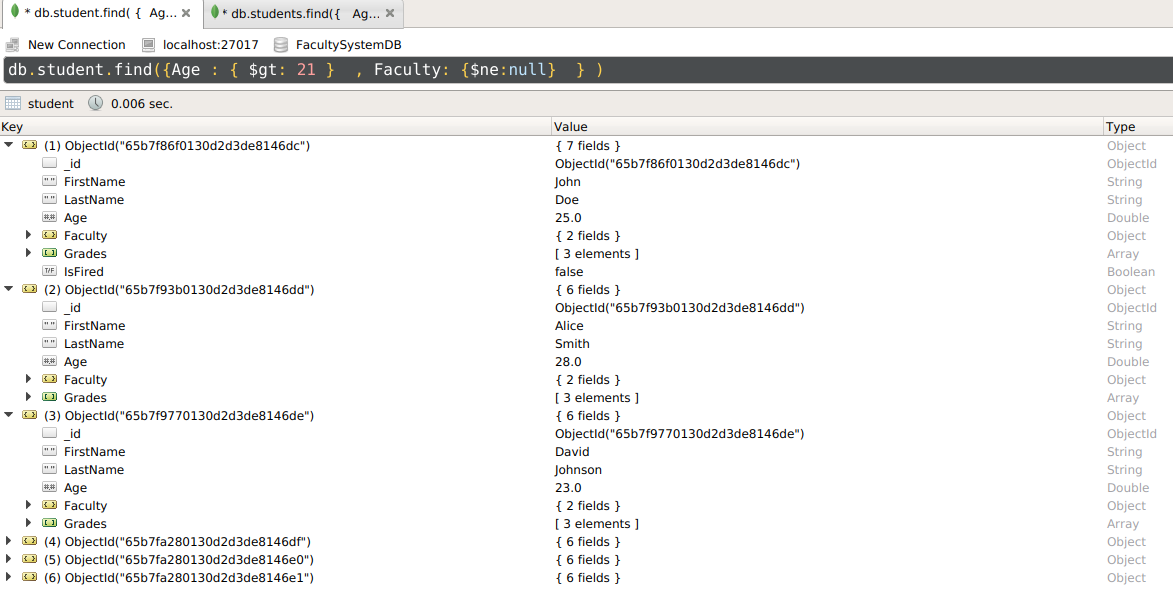 * db.student.find( {  Ag... × * db.students.find({   Ag... ×
New Connection localhost:27017 FacultySystemDB
db.student.find({Age : { $gt: 21 }  , Faculty: {$ne:null}  } )
student 0.006 sec.
Key Value Type
(1) ObjectId("65b7f86f0130d2d3de8146dc") { 7 fields } Object
_id ObjectId("65b7f86f0130d2d3de8146dc") ObjectId
" " FirstName John String
" " LastName Doe String
## Age 25.0 Double
Faculty { 2 fields } Object
Grades [ 3 elements ] Array
T/F IsFired false Boolean
(2) ObjectId("65b7f93b0130d2d3de8146dd") { 6 fields } Object
_id ObjectId("65b7f93b0130d2d3de8146dd") ObjectId
" " FirstName Alice String
" " LastName Smith String
## Age 28.0 Double
Faculty { 2 fields } Object
Grades [ 3 elements ] Array
(3) ObjectId("65b7f9770130d2d3de8146de") { 6 fields } Object
_id ObjectId("65b7f9770130d2d3de8146de") ObjectId
" " FirstName David String
" " LastName Johnson String
## Age 23.0 Double
Faculty { 2 fields } Object
Grades [ 3 elements ] Array
(4) ObjectId("65b7fa280130d2d3de8146df") { 6 fields } Object
(5) ObjectId("65b7fa280130d2d3de8146e0") { 6 fields } Object
(6) ObjectId("65b7fa280130d2d3de8146e1") { 6 fields } Object